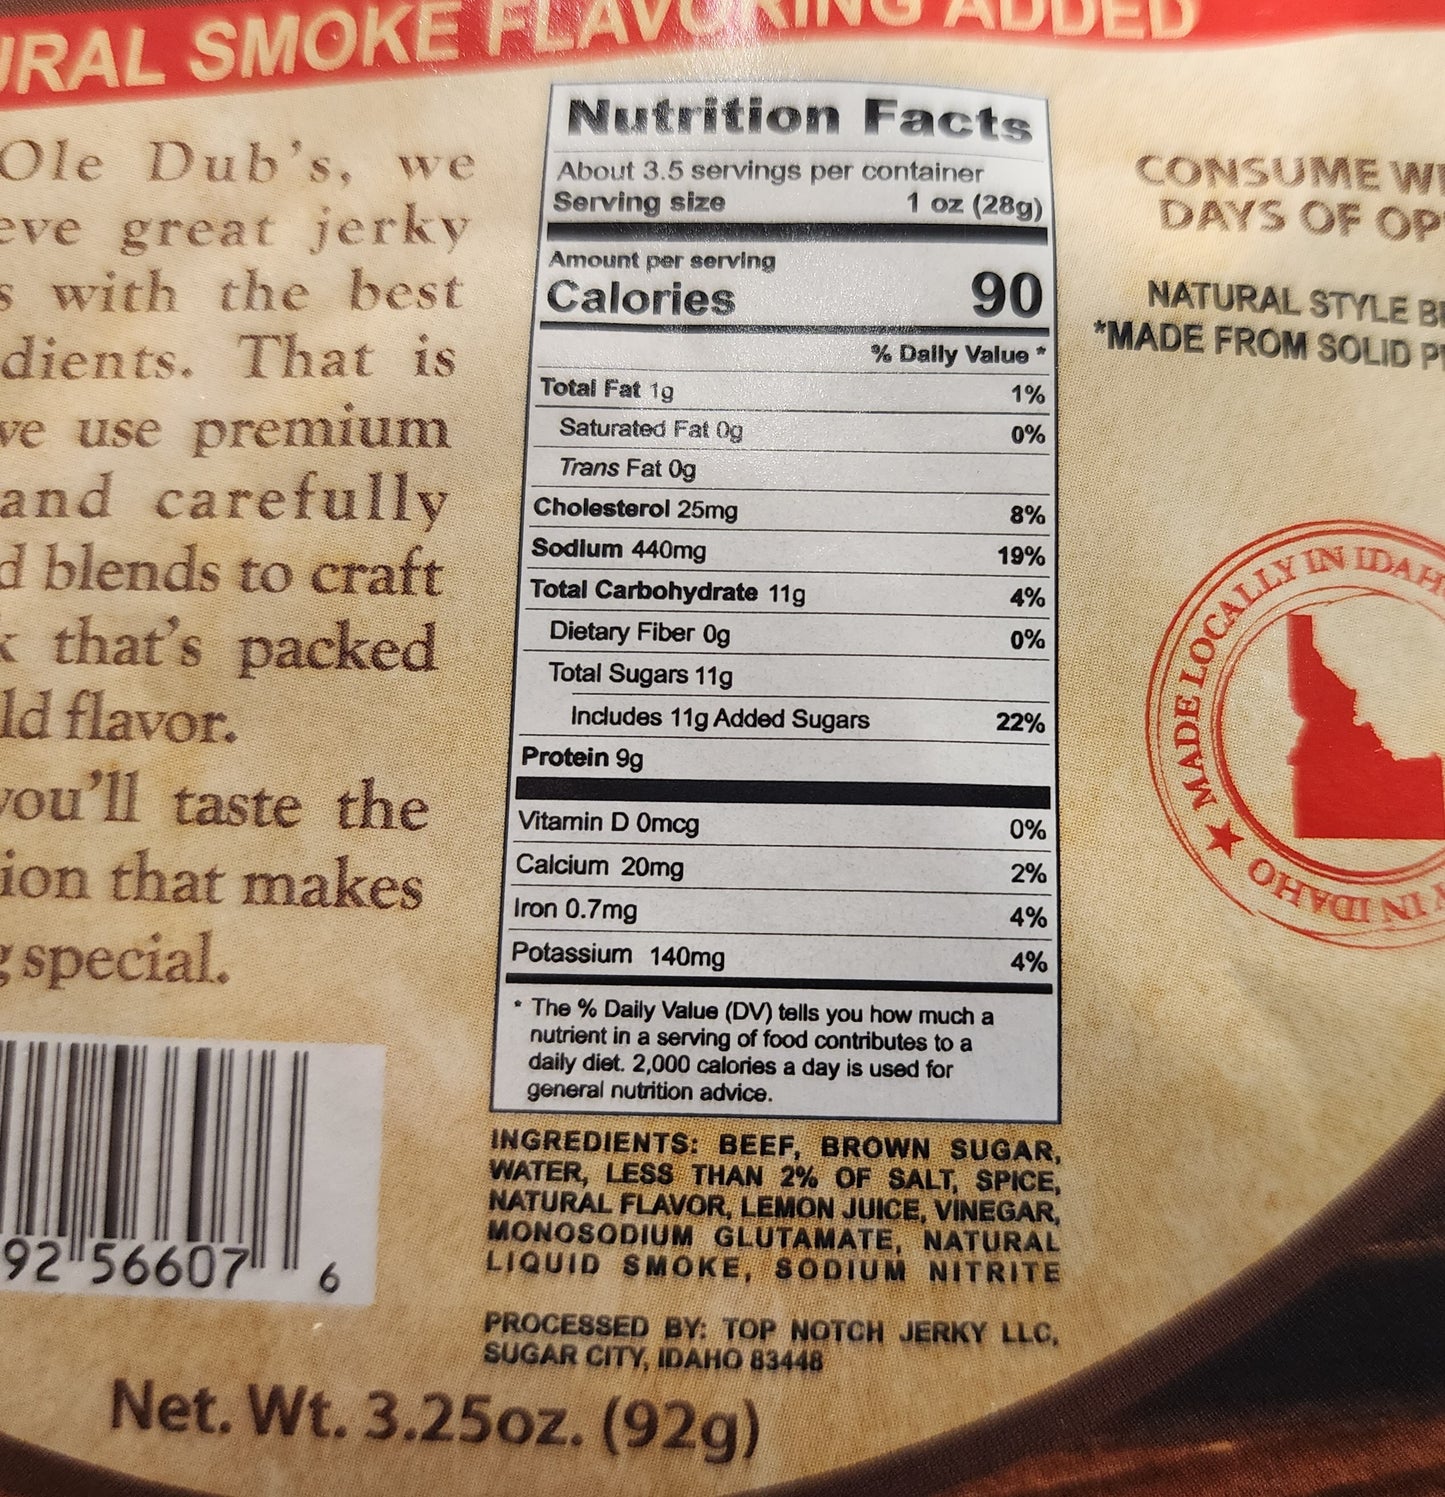 SMOKE FLAVORING ADDED
Ole Dub's, we
great jerky
with the best
That is
use premium
and carefully
blends to craft
that's packed
flavor.
you'll taste the
that makes
special.
92 56607 6
Net. Wt. 3.25oz. (92g)
Nutrition Facts
About 3.5 servings per container
Serving size 1 oz (28g)
Amount per serving
Calories 90
% Daily Value *
Total Fat 1g 1%
Saturated Fat 0g 0%
Trans Fat 0g
Cholesterol 25mg 8%
Sodium 440mg 19%
Total Carbohydrate 11g 4%
Dietary Fiber 0g 0%
Total Sugars 11g
Includes 11g Added Sugars 22%
Protein 9g
Vitamin D 0mcg 0%
Calcium 20mg 2%
Iron 0.7mg 4%
Potassium 140mg 4%
* The % Daily Value (DV) tells you how much a
nutrient in a serving of food contributes to a
daily diet. 2,000 calories a day is used for
general nutrition advice.
INGREDIENTS: BEEF, BROWN SUGAR,
WATER, LESS THAN 2% OF SALT, SPICE,
NATURAL FLAVOR, LEMON JUICE, VINEGAR,
MONOSODIUM GLUTAMATE, NATURAL
LIQUID SMOKE, SODIUM NITRITE
PROCESSED BY: TOP NOTCH JERKY LLC,
SUGAR CITY, IDAHO 83448
CONSUME
DAYS OF
NATURAL STYLE
*MADE FROM SOLID
MADE LOCALLY IN
IN IDAHO